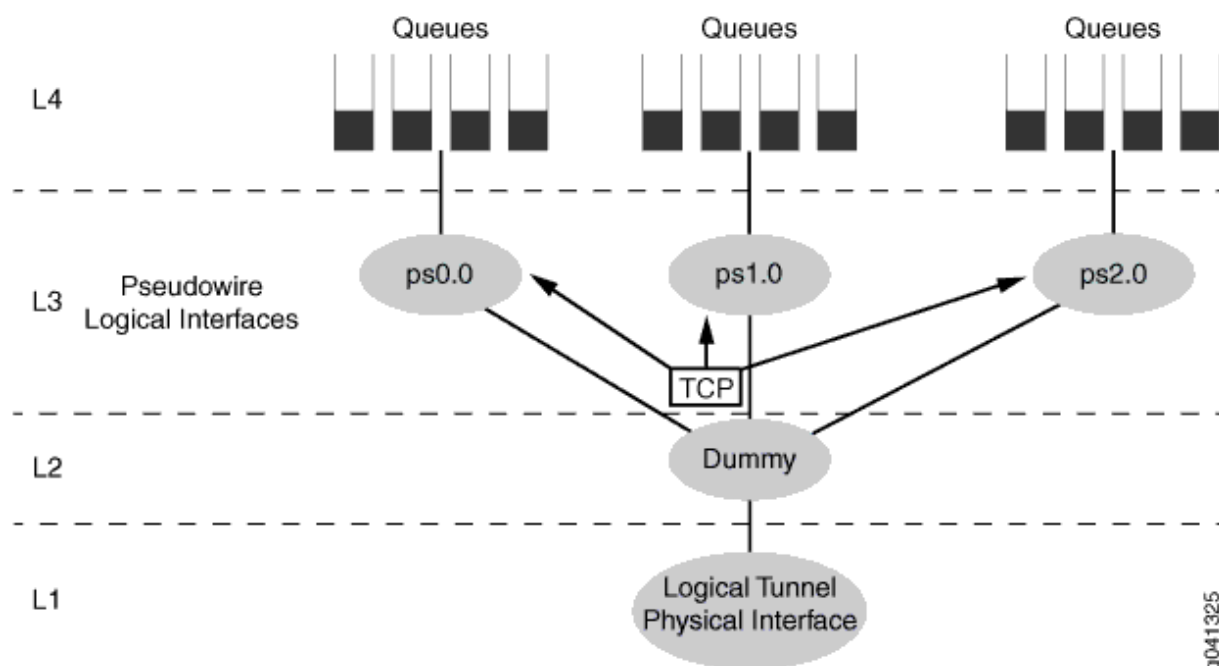 Queues
Queues
Queues
L4
ps0.0
ps1.0
ps2.0
L3
Pseudowire
Logical Interfaces
TCP
L2
Dummy
L1
Logical Tunnel
Physical Interface
g041325